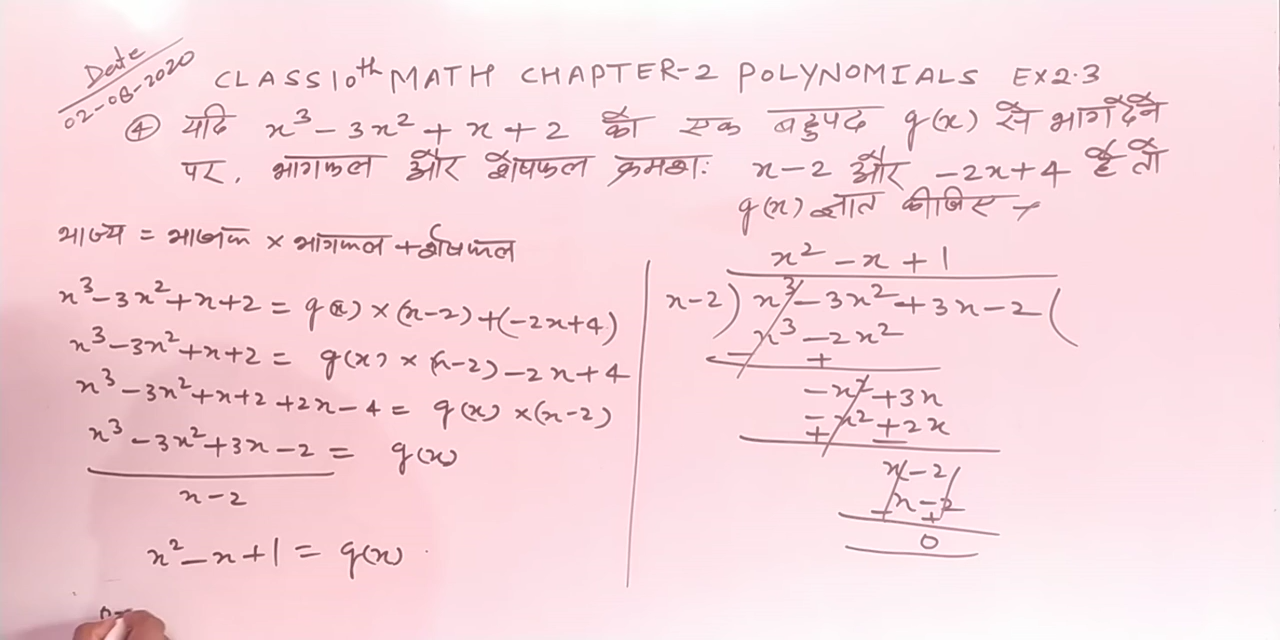 Date
02-08-2020
CLASS 10th MATH CHAPTER-2 POLYNOMIALS EX 2.3
④ यदि x³ - 3x² + x + 2 को एक बहुपद g(x) से भाग देने
पर, भागफल और शेषफल क्रमशः x-2 और -2x+4 है तो
g(x) ज्ञात कीजिए
भाज्य = भाजक × भागफल + शेषफल
x³-3x²+x+2 = g(x) × (x-2)+(-2x+4)
x³-3x²+x+2 = g(x) × (x-2)-2x+4
x³-3x²+x+2+2x-4 = g(x) ×(x-2)
x³-3x²+3x-2 = g(x)
x-2
x²-x+1 = g(x)
x² - x + 1
x-2 ) x³-3x²+3x-2 (
x³-2x²
- +
-x²+3x
-x²+2x
+ -
x-2
x-2
- +
0